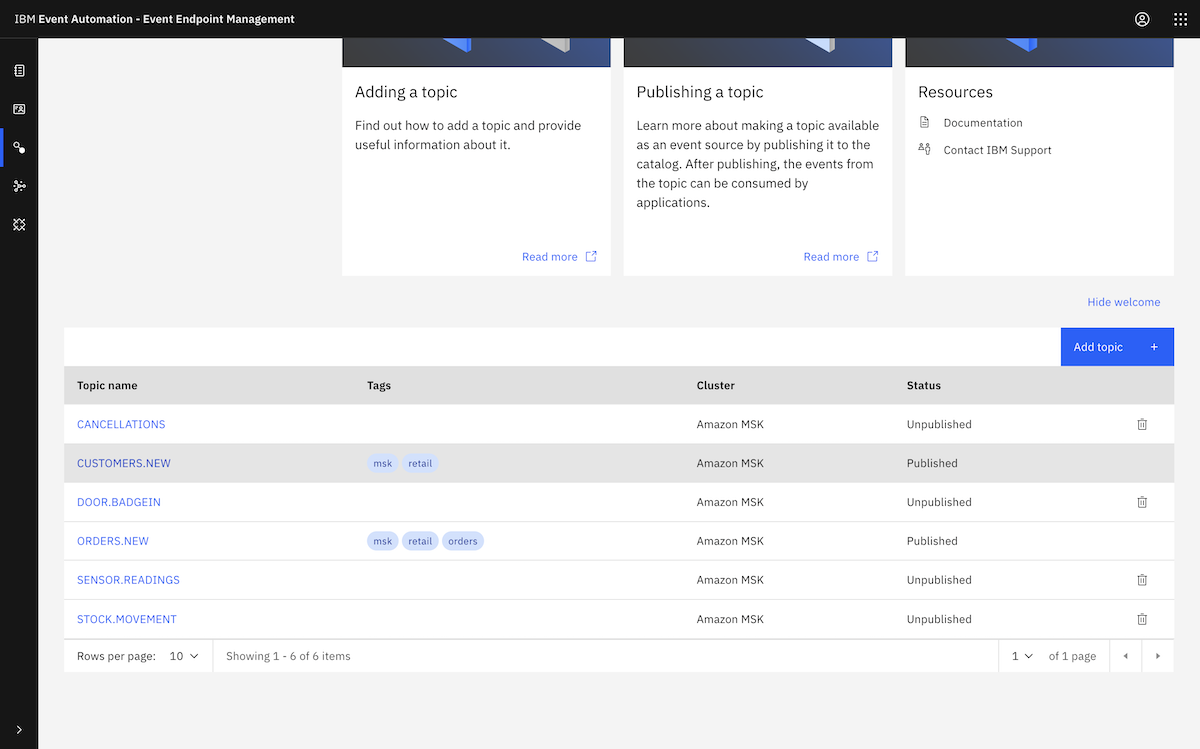 IBM Event Automation - Event Endpoint Management
Adding a topic
Find out how to add a topic and provide
useful information about it.
Read more
Publishing a topic
Learn more about making a topic available
as an event source by publishing it to the
catalog. After publishing, the events from
the topic can be consumed by
applications.
Read more
Resources
Documentation
Contact IBM Support
Hide welcome
Add topic +
Topic name Tags Cluster Status
CANCELLATIONS Amazon MSK Unpublished
CUSTOMERS.NEW msk retail Amazon MSK Published
DOOR.BADGEIN Amazon MSK Unpublished
ORDERS.NEW msk retail orders Amazon MSK Published
SENSOR.READINGS Amazon MSK Unpublished
STOCK.MOVEMENT Amazon MSK Unpublished
Rows per page: 10 Showing 1 - 6 of 6 items 1 of 1 page